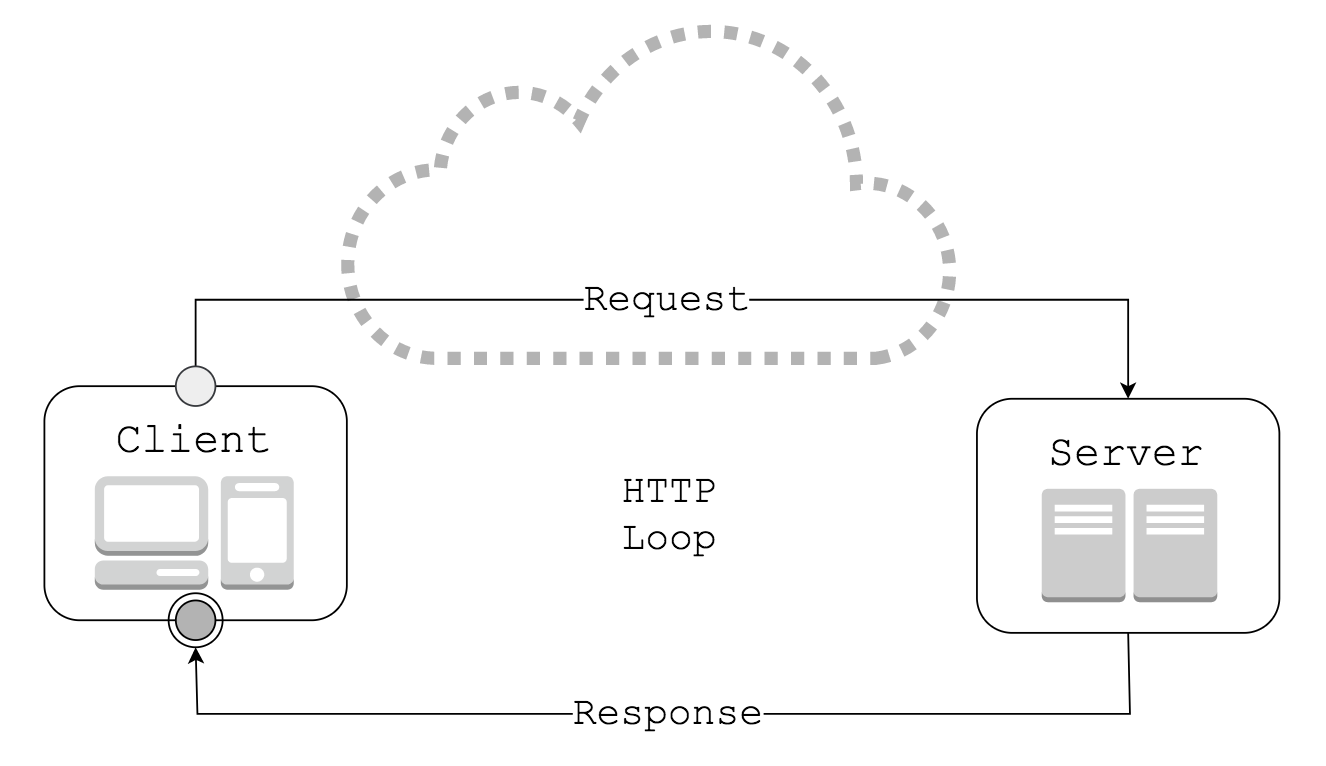 Request
Client
Server
HTTP
Loop
Response